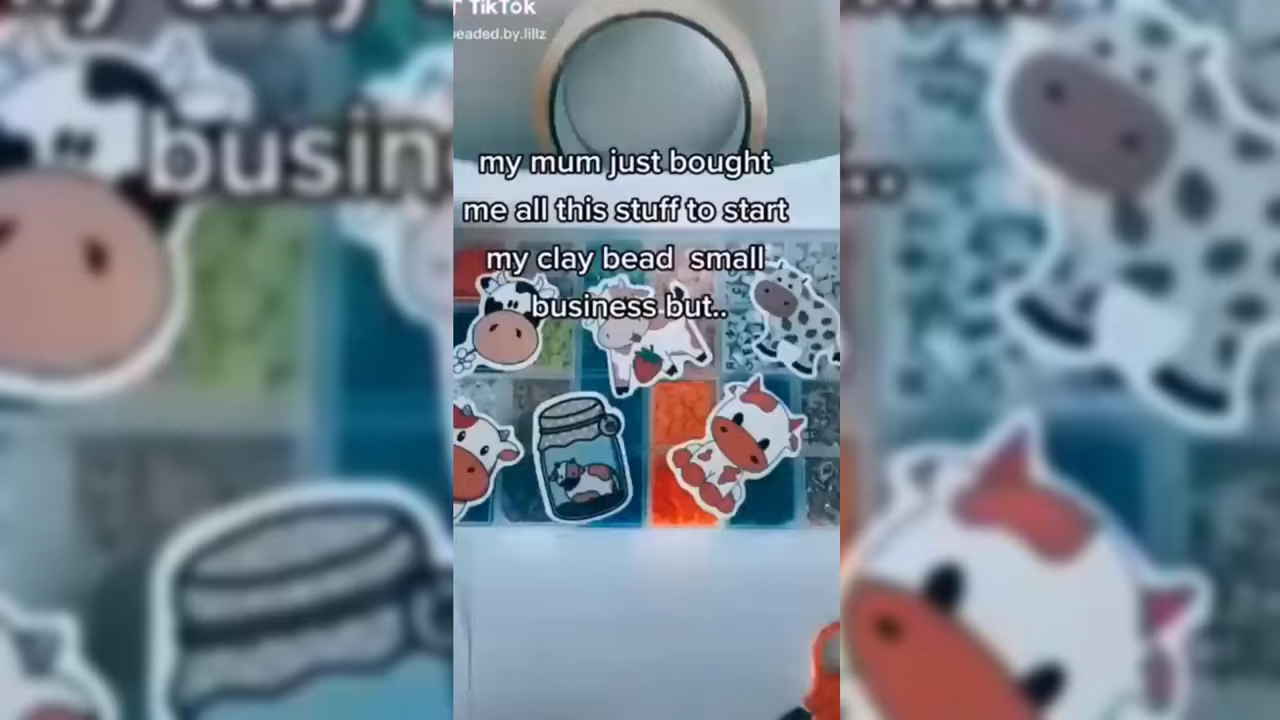 TikTok
eaded.by.lillz
my mum just bought
me all this stuff to start
my clay bead small
business but..